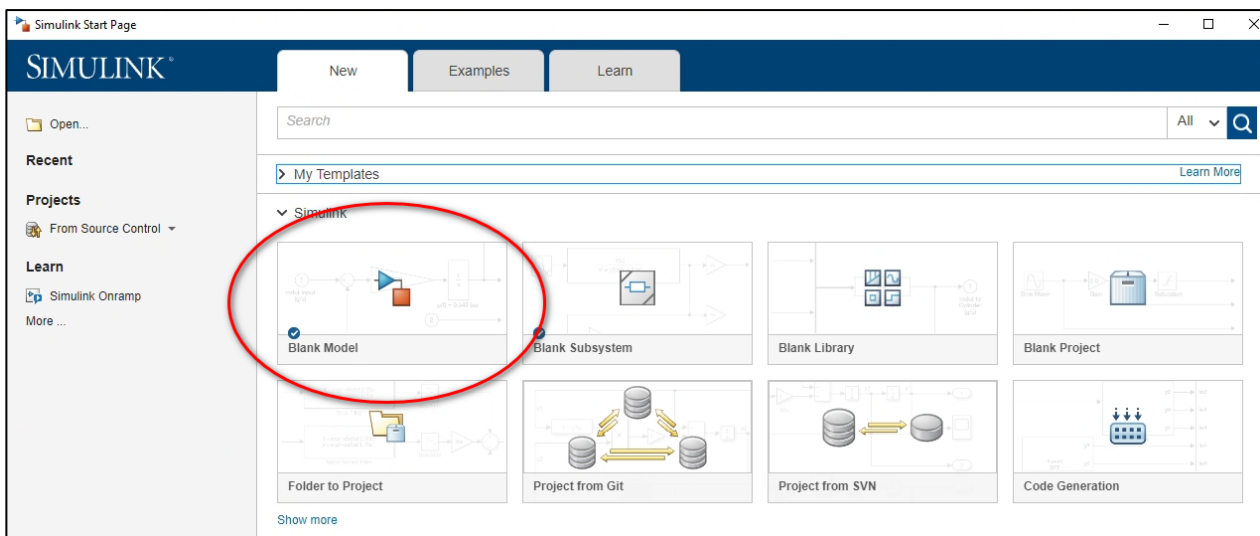 Simulink Start Page
SIMULINK®
New
Examples
Learn
Open...
Recent
Projects
From Source Control
Learn
Simulink Onramp
More ...
Search
All
My Templates
Learn More
Simulink
Blank Model
Blank Subsystem
Blank Library
Blank Project
Folder to Project
Project from Git
Project from SVN
Code Generation
Show more